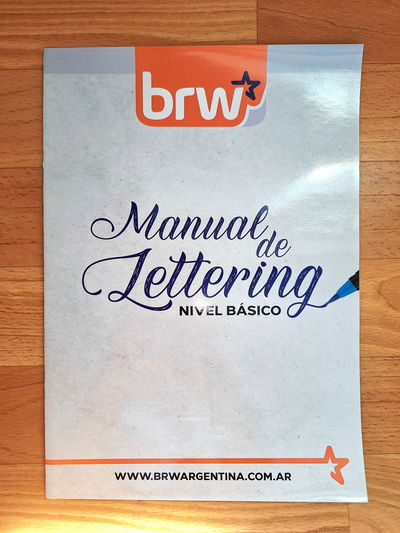 brw
Manual
de
Lettering
NIVEL BÁSICO
WWW.BRWARGENTINA.COM.AR